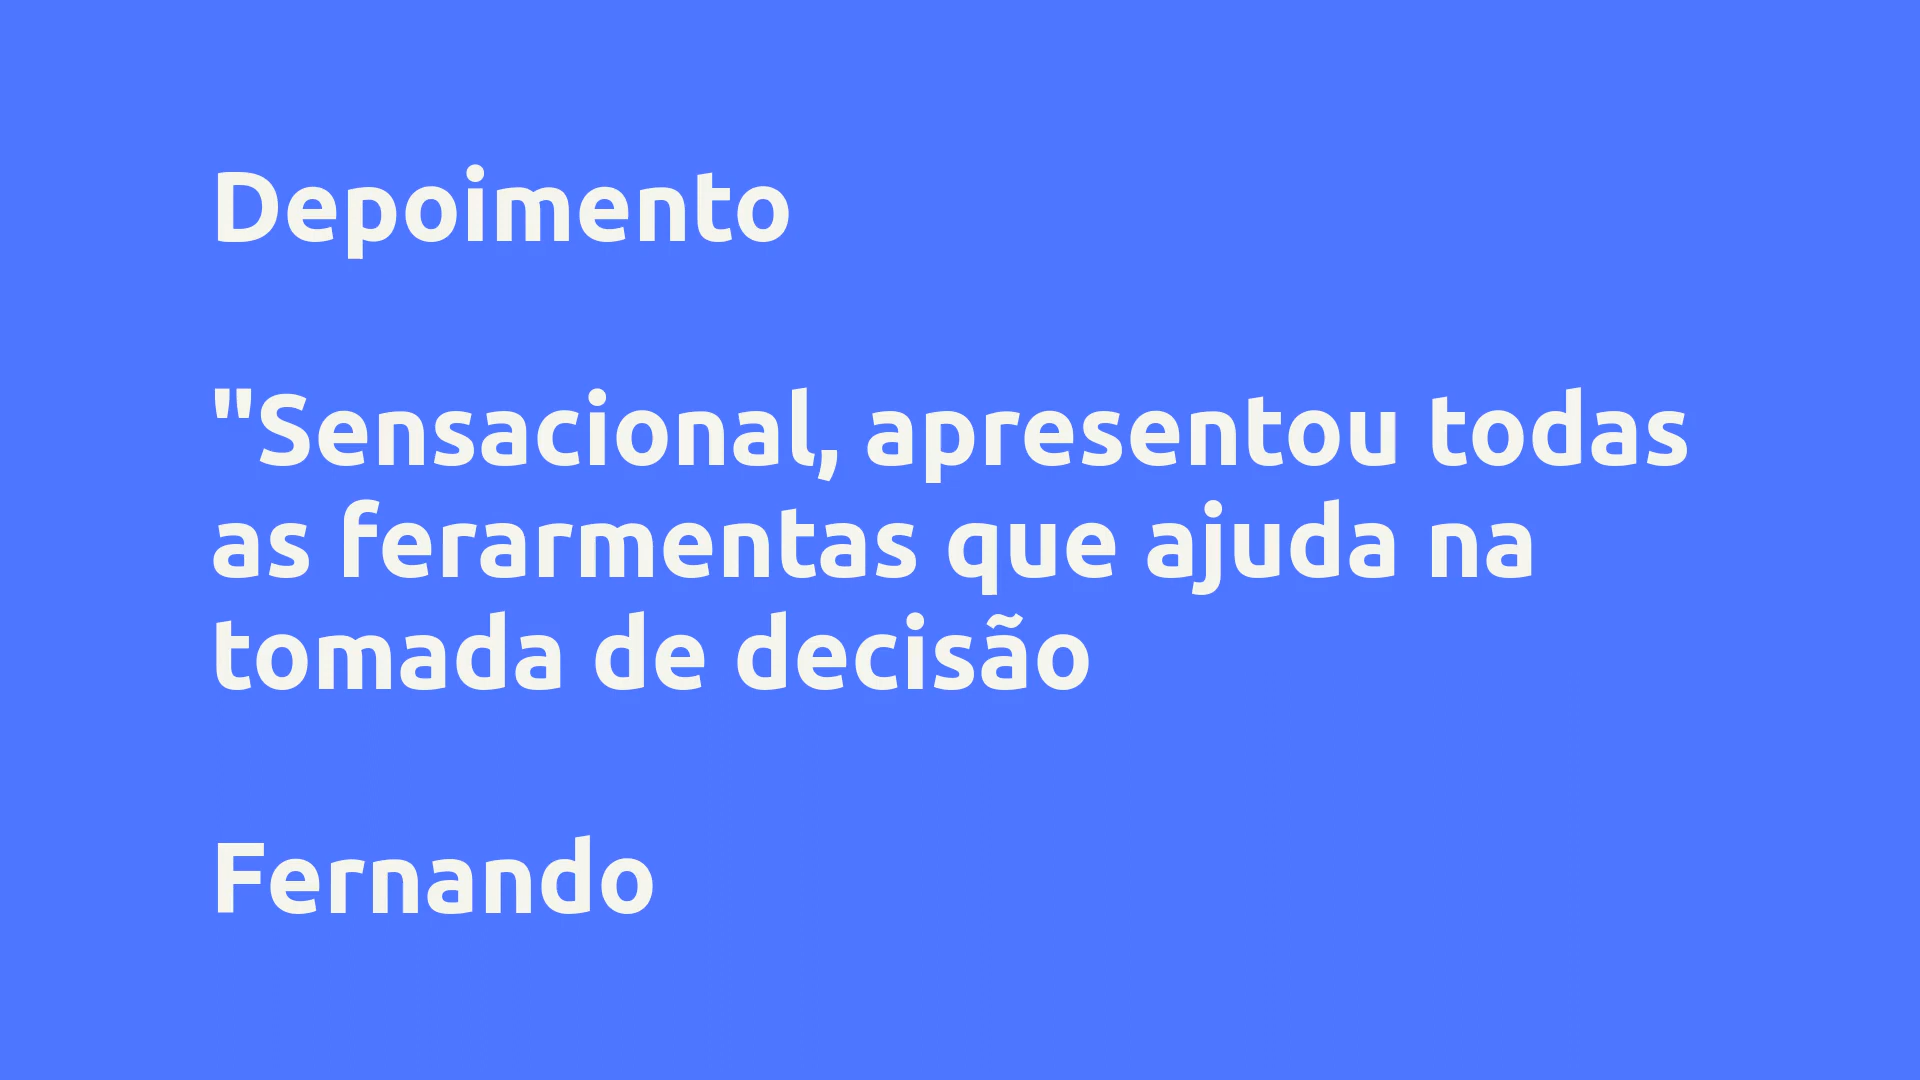 Depoimento
"Sensacional, apresentou todas
as ferarmentas que ajuda na
tomada de decisão
Fernando